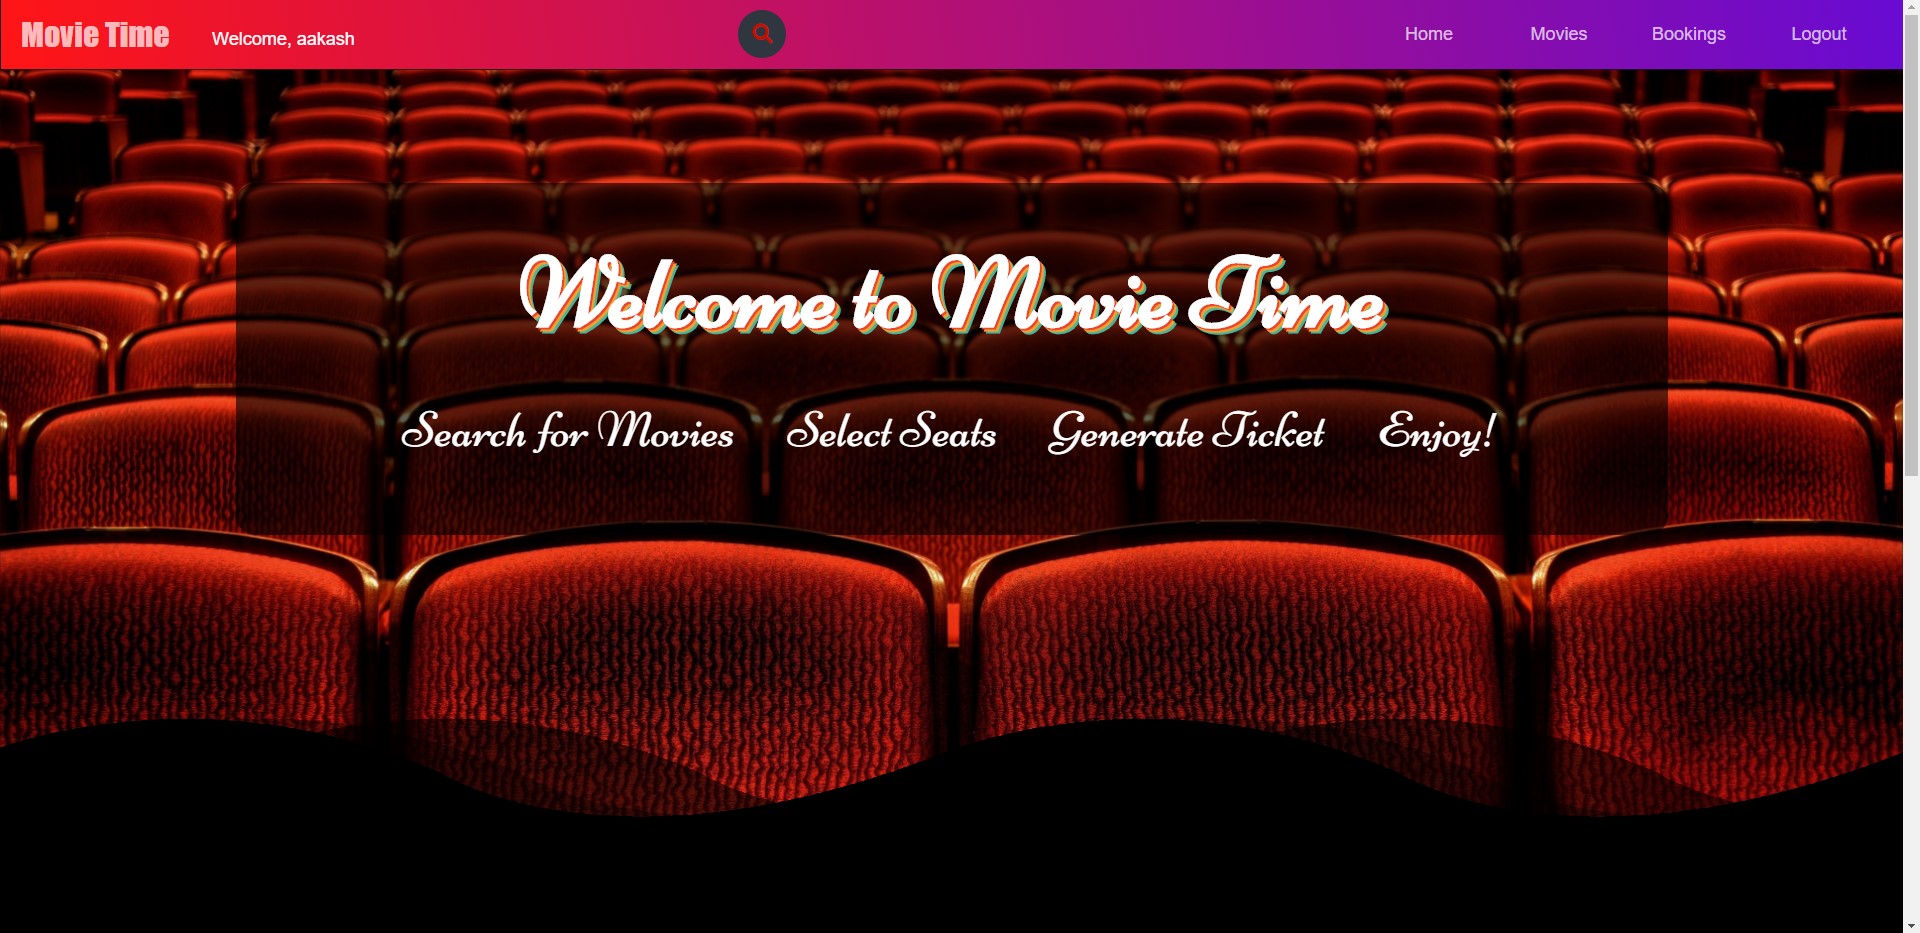 Movie Time
Welcome, aakash
Home
Movies
Bookings
Logout
Welcome to Movie Time
Search for Movies
Select Seats
Generate Ticket
Enjoy!